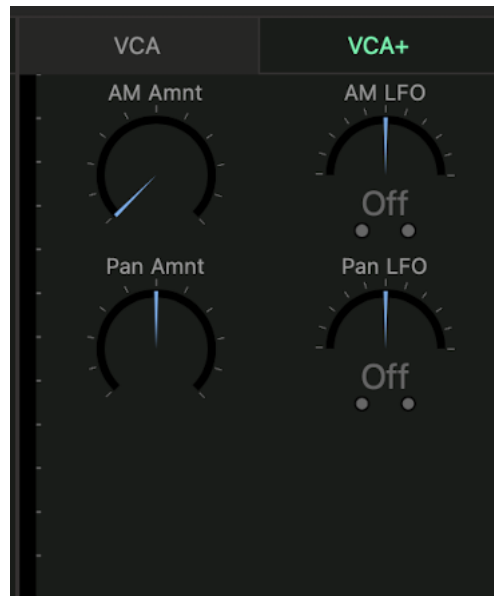 VCA VCA+
AM Amnt AM LFO
Off
Pan Amnt Pan LFO
Off